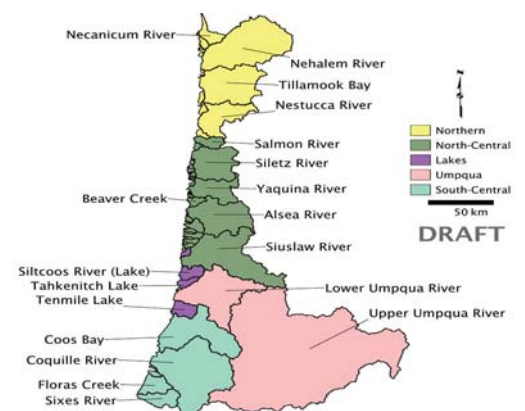 Necanicum River
Nehalem River
Tillamook Bay
Nestucca River
Salmon River
Siletz River
Yaquina River
Beaver Creek
Alsea River
Siuslaw River
Siltcoos River (Lake)
Tahkenitch Lake
Tenmile Lake
Lower Umpqua River
Upper Umpqua River
Coos Bay
Coquille River
Floras Creek
Sixes River
N
Northern
North-Central
Lakes
Umpqua
South-Central
50 km
DRAFT